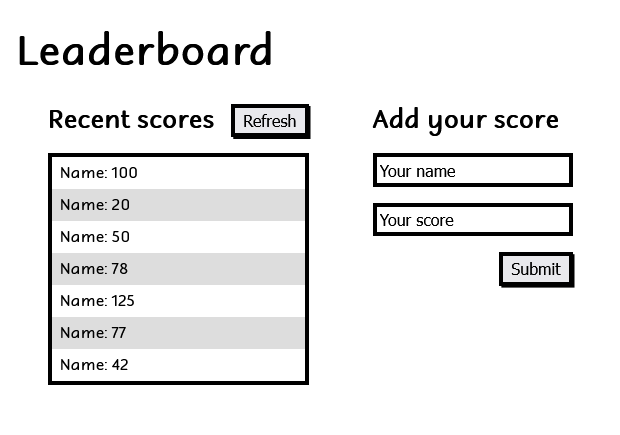 Leaderboard
Recent scores
Refresh
Name: 100
Name: 20
Name: 50
Name: 78
Name: 125
Name: 77
Name: 42
Add your score
Your name
Your score
Submit